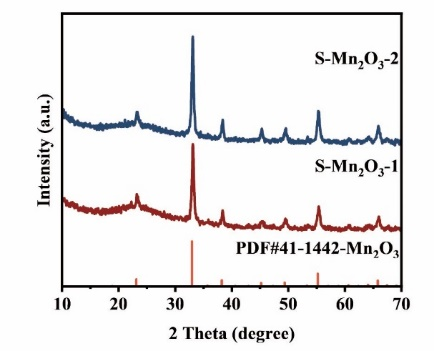 S-Mn₂O₃-2
S-Mn₂O₃-1
PDF#41-1442-Mn₂O₃
Intensity (a.u.)
10 20 30 40 50 60 70
2 Theta (degree)